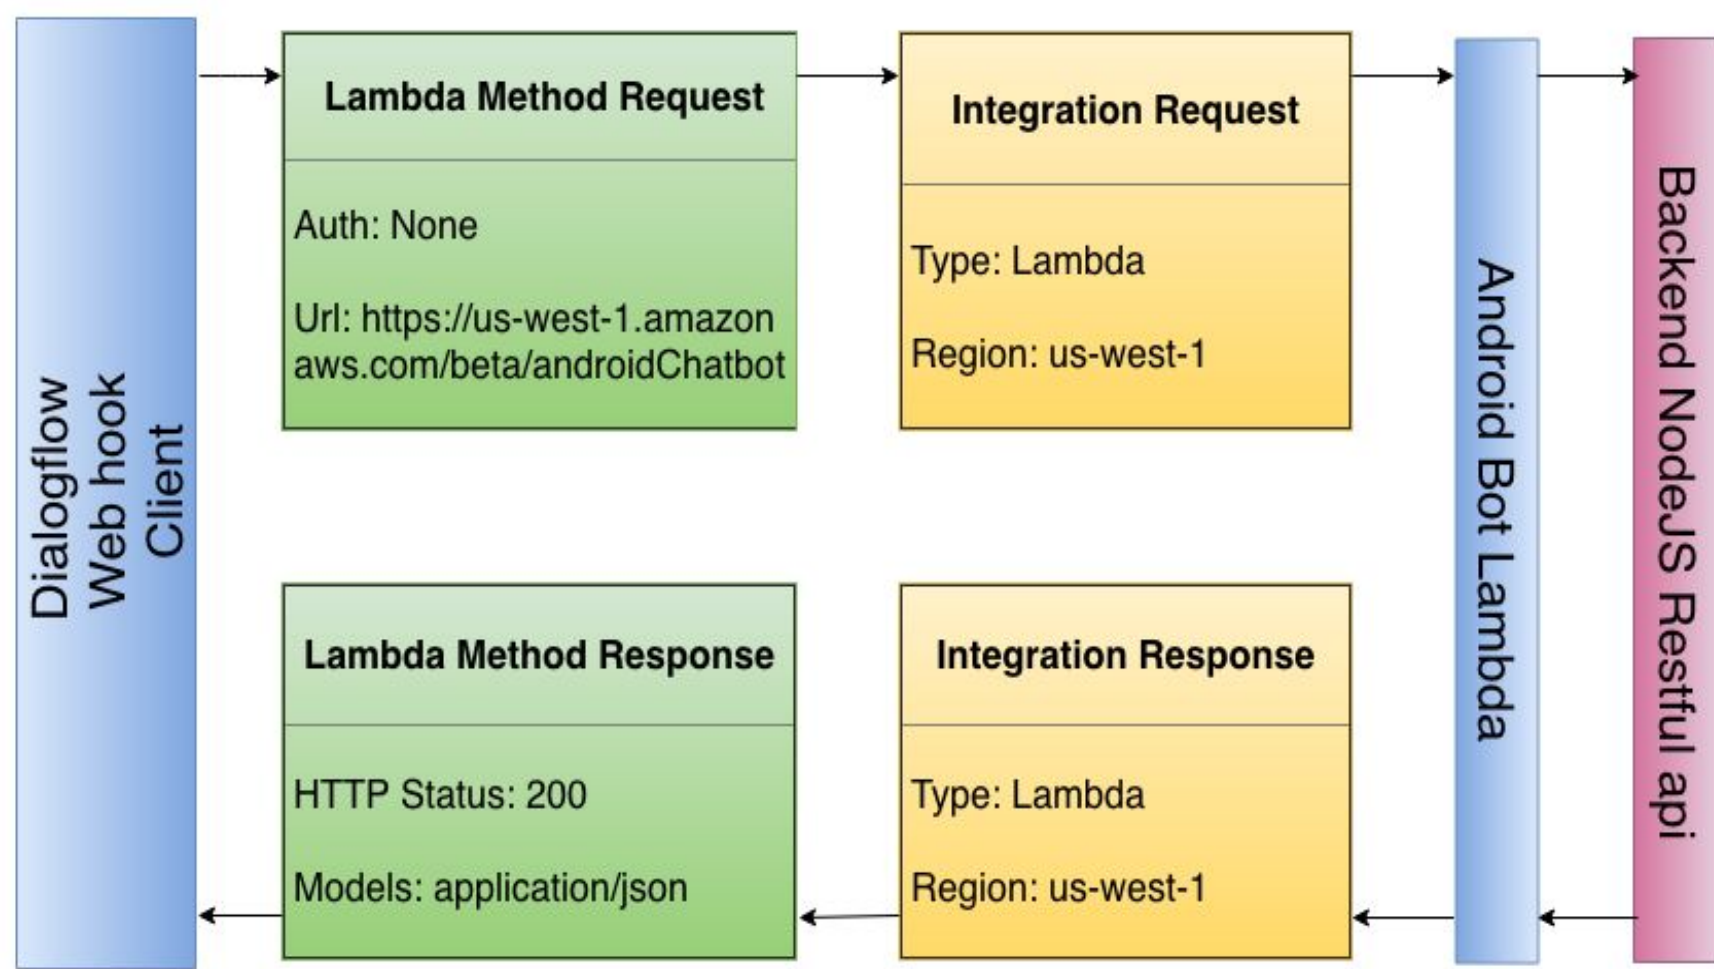 Dialogflow
Web hook
Client
Lambda Method Request
Auth: None
Url: https://us-west-1.amazon
aws.com/beta/androidChatbot
Integration Request
Type: Lambda
Region: us-west-1
Lambda Method Response
HTTP Status: 200
Models: application/json
Integration Response
Type: Lambda
Region: us-west-1
Android Bot Lambda
Backend NodeJS Restful api